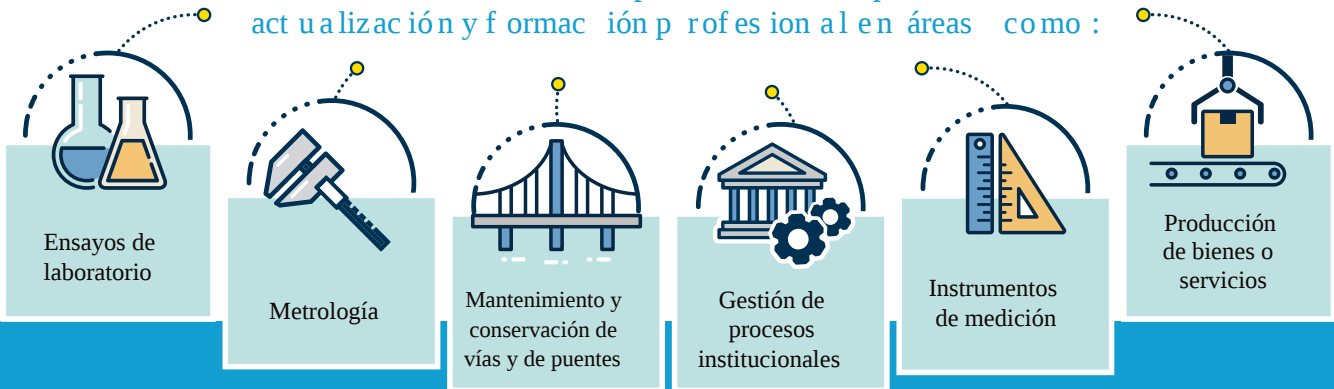 actualización y formación profesional en áreas como:
Ensayos de
laboratorio
Metrología
Mantenimiento y
conservación de
vías y de puentes
Gestión de
procesos
institucionales
Instrumentos
de medición
Producción
de bienes o
servicios